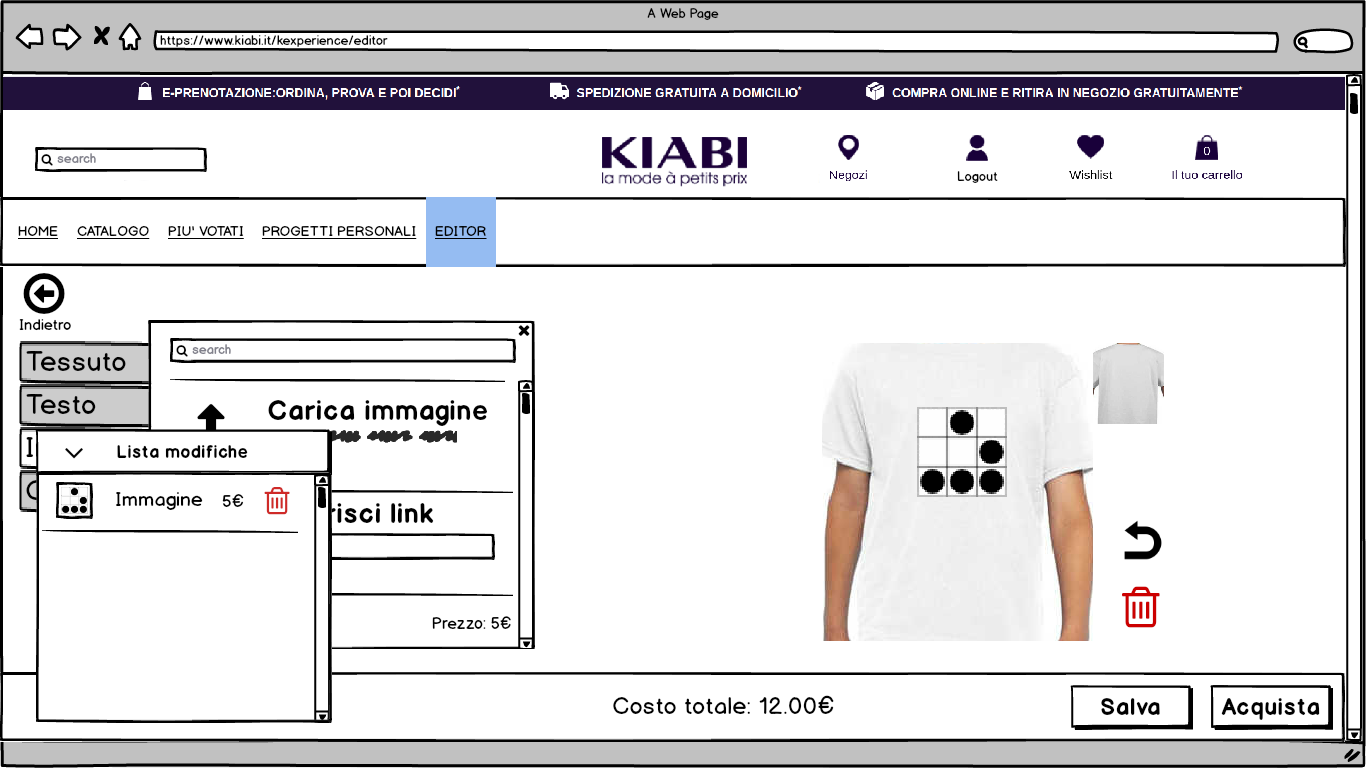 A Web Page
https://www.kiabi.it/kexperience/editor
E-PRENOTAZIONE:ORDINA, PROVA E POI DECIDI*
SPEDIZIONE GRATUITA A DOMICILIO*
COMPRA ONLINE E RITIRA IN NEGOZIO GRATUITAMENTE*
search
KIABI
la mode à petits prix
Negozi
Logout
Wishlist
0
Il tuo carrello
HOME
CATALOGO
PIU' VOTATI
PROGETTI PERSONALI
EDITOR
Indietro
Tessuto
Testo
search
Carica immagine
Lista modifiche
Immagine 5€
risci link
Prezzo: 5€
Costo totale: 12.00€
Salva
Acquista